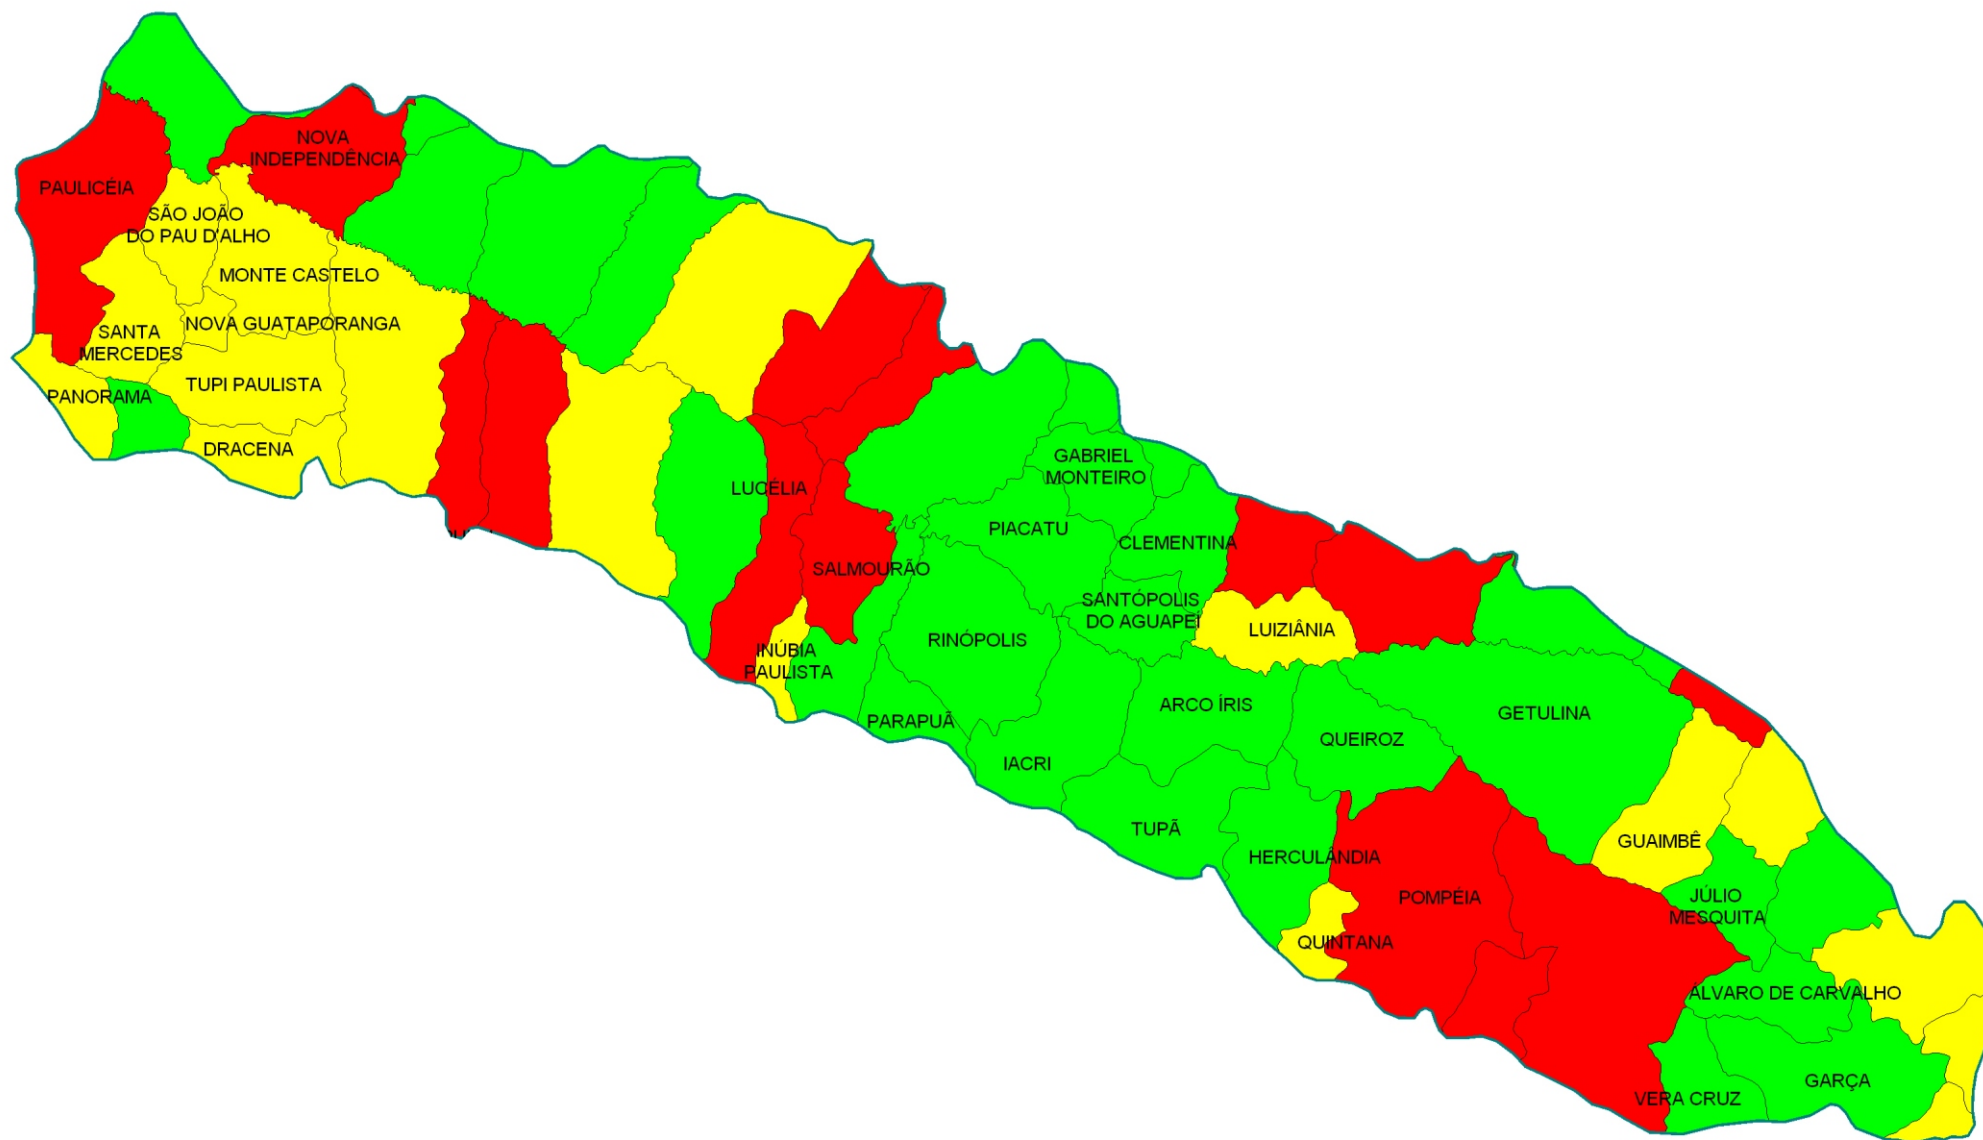 NOVA
INDEPENDÊNCIA
PAULICÉIA
SÃO JOÃO
DO PAU D'ALHO
MONTE CASTELO
NOVA GUATAPORANGA
SANTA
MERCEDES
TUPI PAULISTA
PANORAMA
DRACENA
LUCÉLIA
GABRIEL
MONTEIRO
PIACATU
CLEMENTINA
SALMOURÃO
SANTÓPOLIS
DO AGUAPEÍ
LUIZIÂNIA
RINÓPOLIS
INÚBIA
PAULISTA
ARCO ÍRIS
GETULINA
PARAPUÃ
QUEIROZ
IACRI
TUPÃ
GUAIMBÊ
HERCULÂNDIA
POMPÉIA
JÚLIO
MESQUITA
QUINTANA
ÁLVARO DE CARVALHO
GARÇA
VERA CRUZ